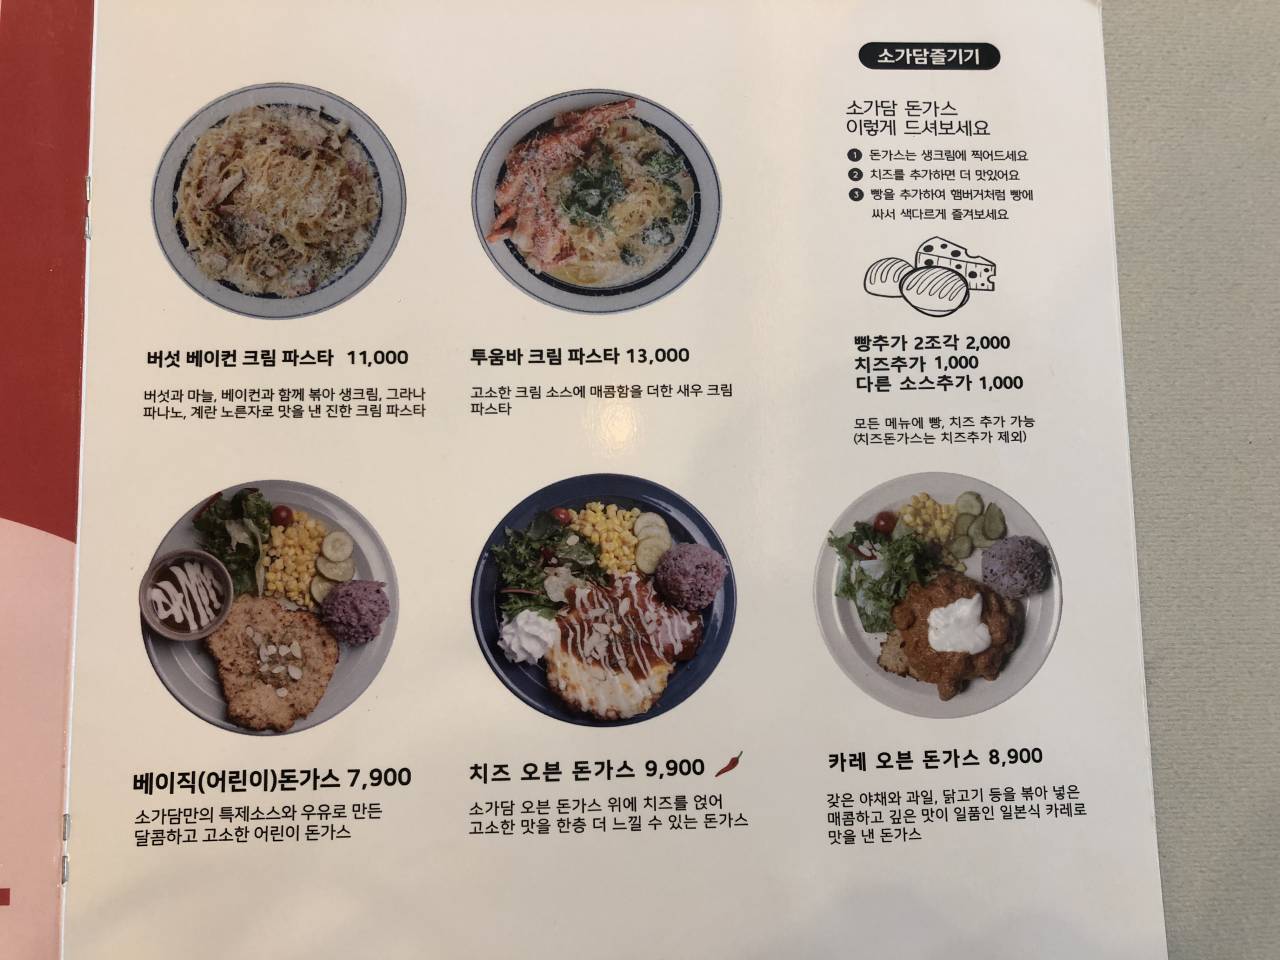 소가담즐기기
소가담 돈가스
이렇게 드셔보세요
1 돈가스는 생크림에 찍어드세요
2 치즈를 추가하면 더 맛있어요
3 빵을 추가하여 햄버거처럼 빵에
싸서 색다르게 즐겨보세요
빵추가 2조각 2,000
치즈추가 1,000
다른 소스추가 1,000
모든 메뉴에 빵, 치즈 추가 가능
(치즈돈가스는 치즈추가 제외)
버섯 베이컨 크림 파스타 11,000
버섯과 마늘, 베이컨과 함께 볶아 생크림, 그라나
파나노, 계란 노른자로 맛을 낸 진한 크림 파스타
투움바 크림 파스타 13,000
고소한 크림 소스에 매콤함을 더한 새우 크림
파스타
베이직(어린이)돈가스 7,900
소가담만의 특제소스와 우유로 만든
달콤하고 고소한 어린이 돈가스
치즈 오븐 돈가스 9,900
소가담 오븐 돈가스 위에 치즈를 얹어
고소한 맛을 한층 더 느낄 수 있는 돈가스
카레 오븐 돈가스 8,900
갖은 야채와 과일, 닭고기 등을 볶아 넣은
매콤하고 깊은 맛이 일품인 일본식 카레로
맛을 낸 돈가스